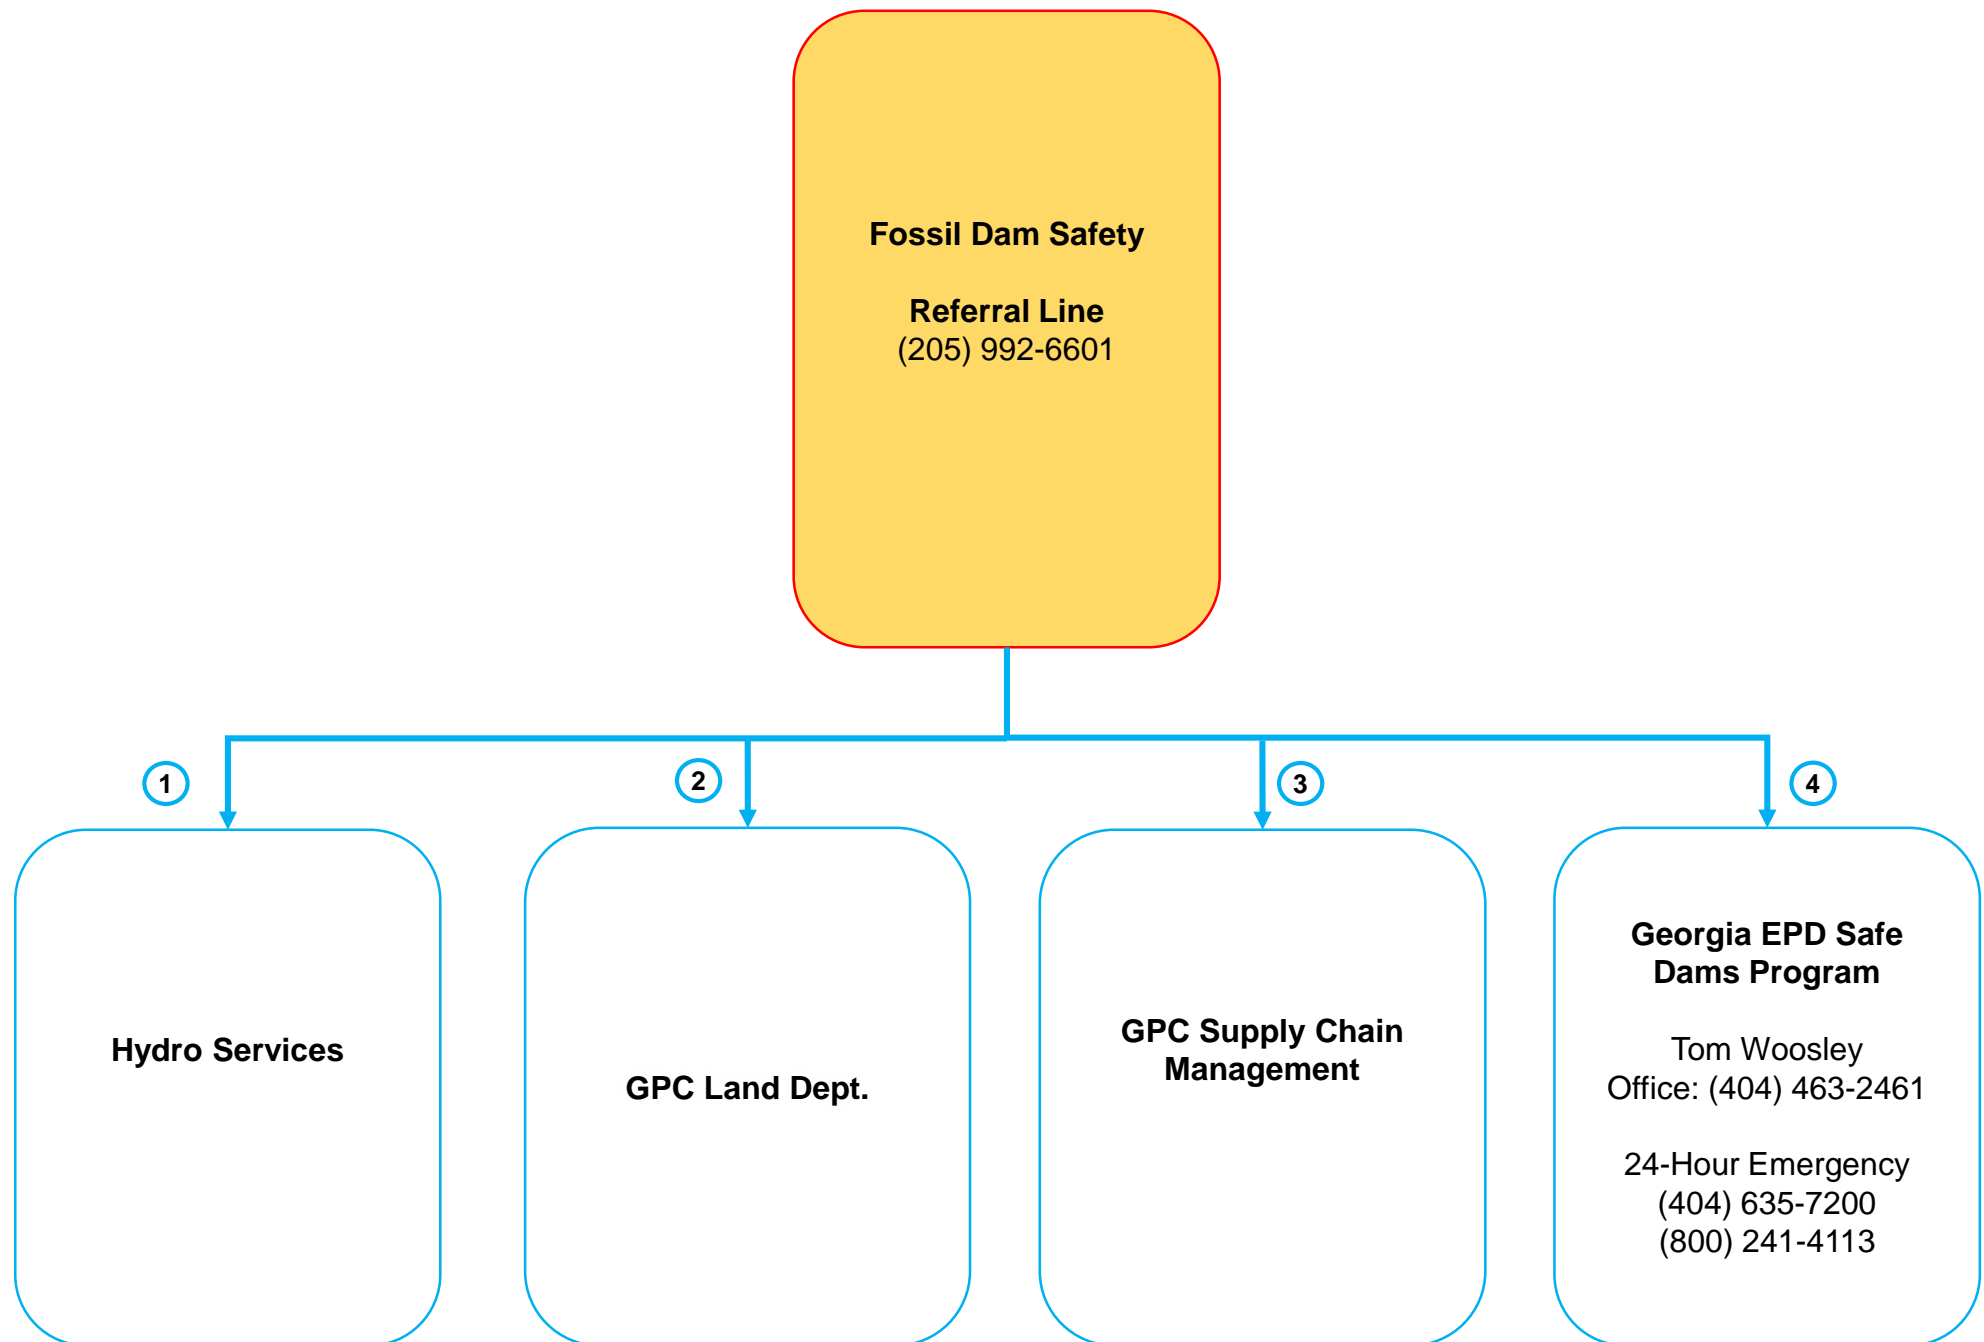 Fossil Dam Safety
Referral Line
(205) 992-6601
1
2
3
4
Hydro Services
GPC Land Dept.
GPC Supply Chain
Management
Georgia EPD Safe
Dams Program
Tom Woosley
Office: (404) 463-2461
24-Hour Emergency
(404) 635-7200
(800) 241-4113